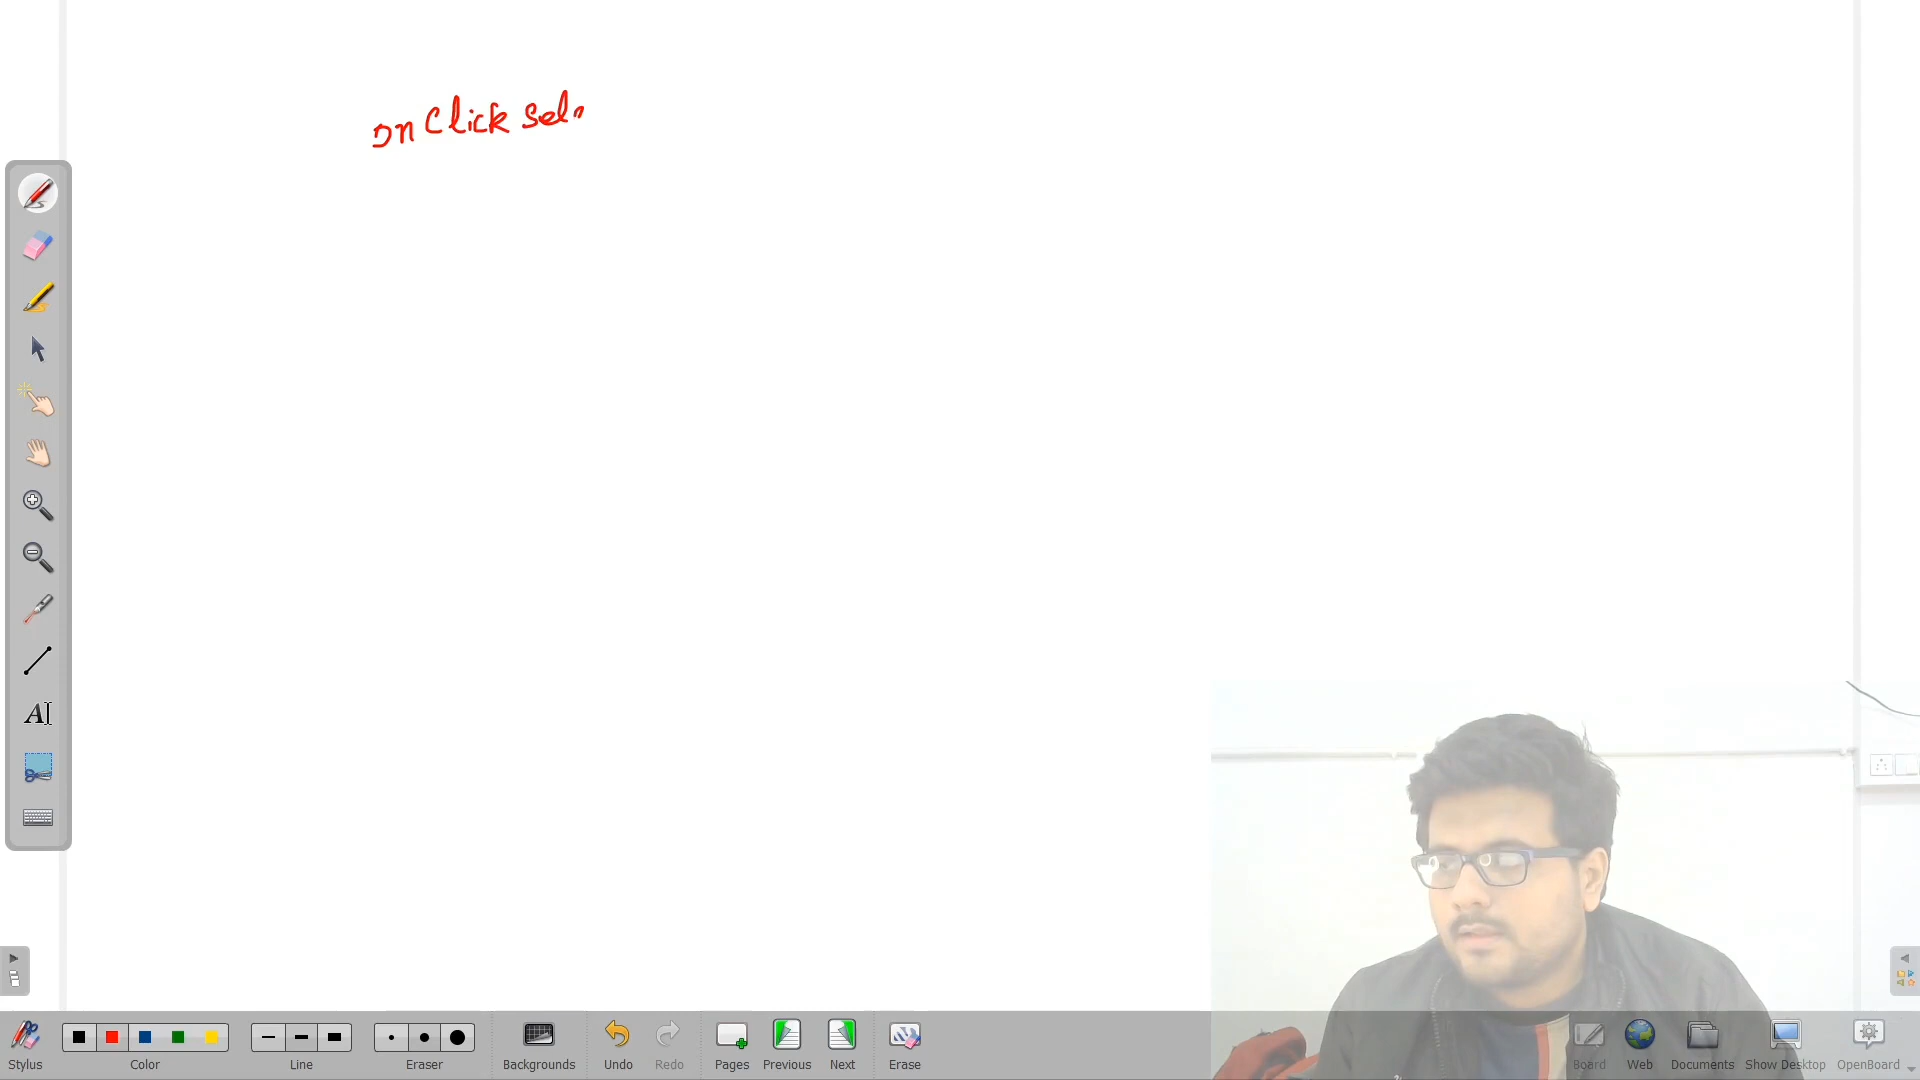 on Click Sel
Stylus
Color
Line
Eraser
Backgrounds
Undo
Redo
Pages
Previous
Next
Erase
Board
Web
Documents
Show Desktop
OpenBoard